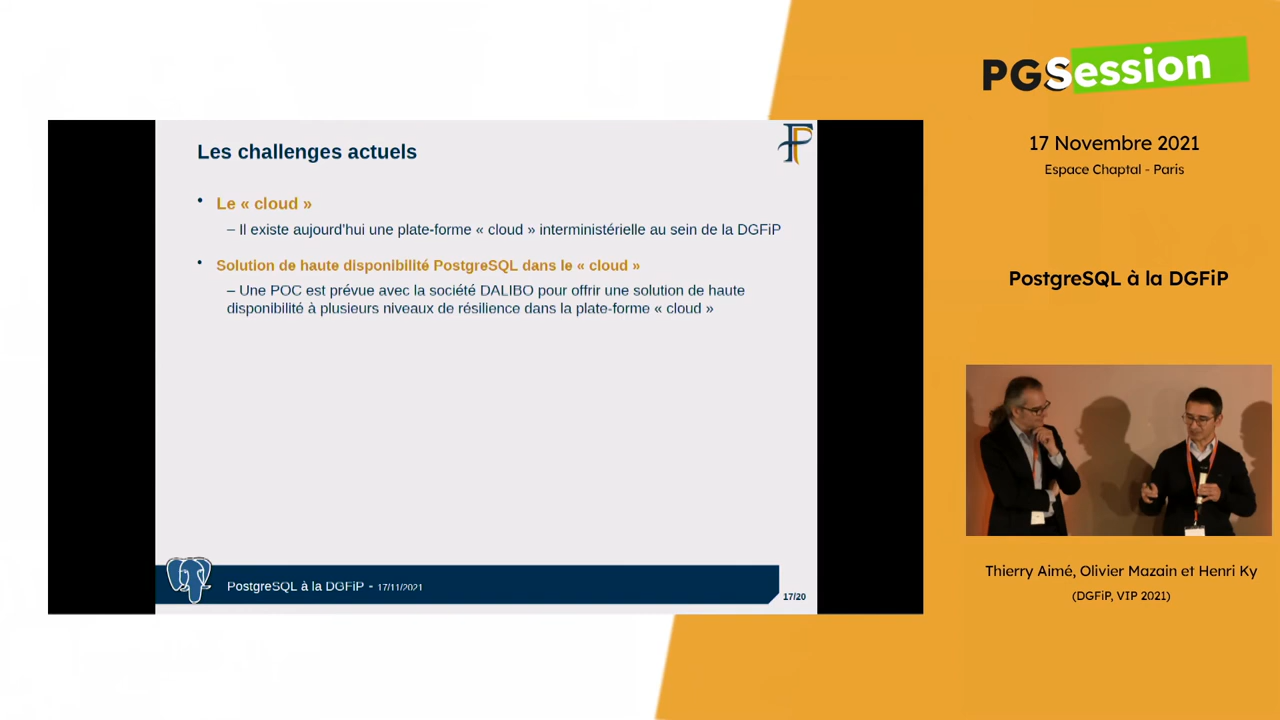 Les challenges actuels
• Le « cloud »
– Il existe aujourd'hui une plate-forme « cloud » interministérielle au sein de la DGFiP
• Solution de haute disponibilité PostgreSQL dans le « cloud »
– Une POC est prévue avec la société DALIBO pour offrir une solution de haute
disponibilité à plusieurs niveaux de résilience dans la plate-forme « cloud »
PostgreSQL à la DGFiP - 17/11/2021
17/20
PGSession
17 Novembre 2021
Espace Chaptal - Paris
PostgreSQL à la DGFiP
Thierry Aimé, Olivier Mazain et Henri Ky
(DGFiP, VIP 2021)